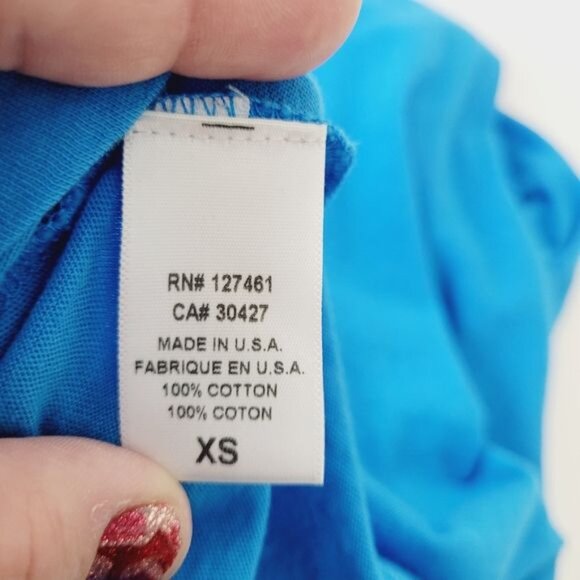 RN# 127461
CA# 30427
MADE IN U.S.A.
FABRIQUE EN U.S.A.
100% COTTON
100% COTON
XS